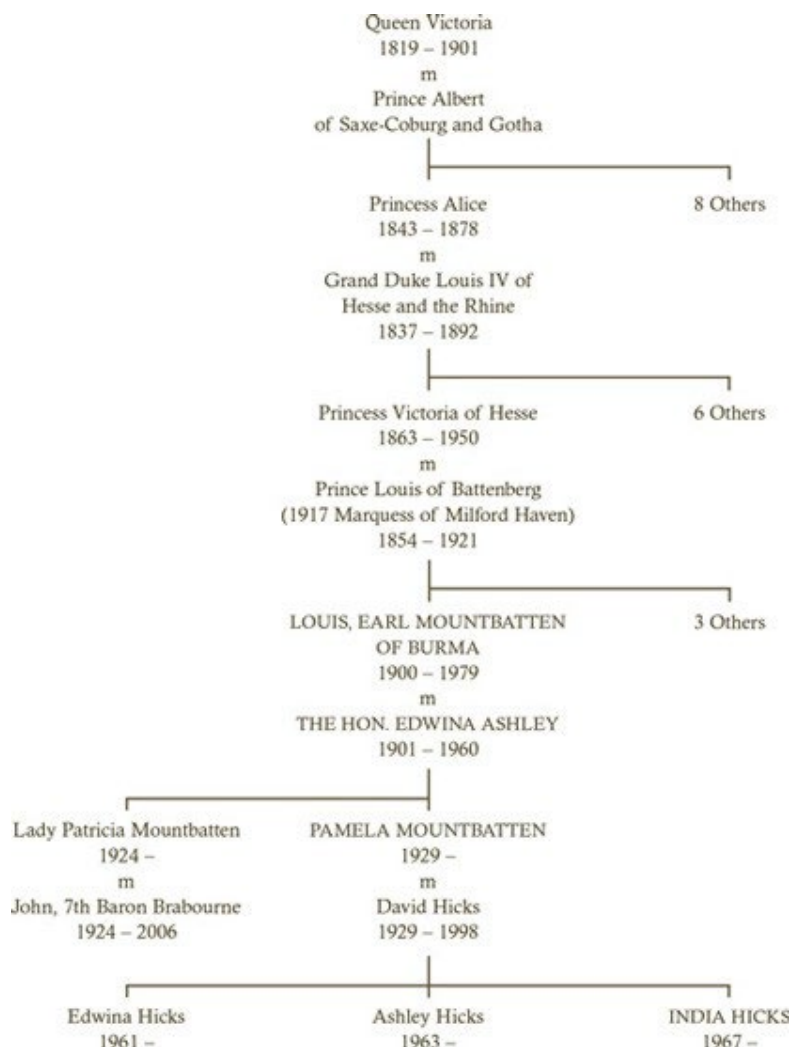 Queen Victoria
1819 – 1901
m
Prince Albert
of Saxe-Coburg and Gotha
Princess Alice
8 Others
1843 – 1878
m
Grand Duke Louis IV of
Hesse and the Rhine
1837 – 1892
Princess Victoria of Hesse
6 Others
1863 – 1950
m
Prince Louis of Battenberg
(1917 Marquess of Milford Haven)
1854 – 1921
LOUIS, EARL MOUNTBATTEN
3 Others
OF BURMA
1900 – 1979
m
THE HON. EDWINA ASHLEY
1901 – 1960
Lady Patricia Mountbatten
PAMELA MOUNTBATTEN
1924 –
1929 –
m
m
John, 7th Baron Brabourne
David Hicks
1924 – 2006
1929 – 1998
Edwina Hicks
Ashley Hicks
INDIA HICKS
1961 –
1963 –
1967 –